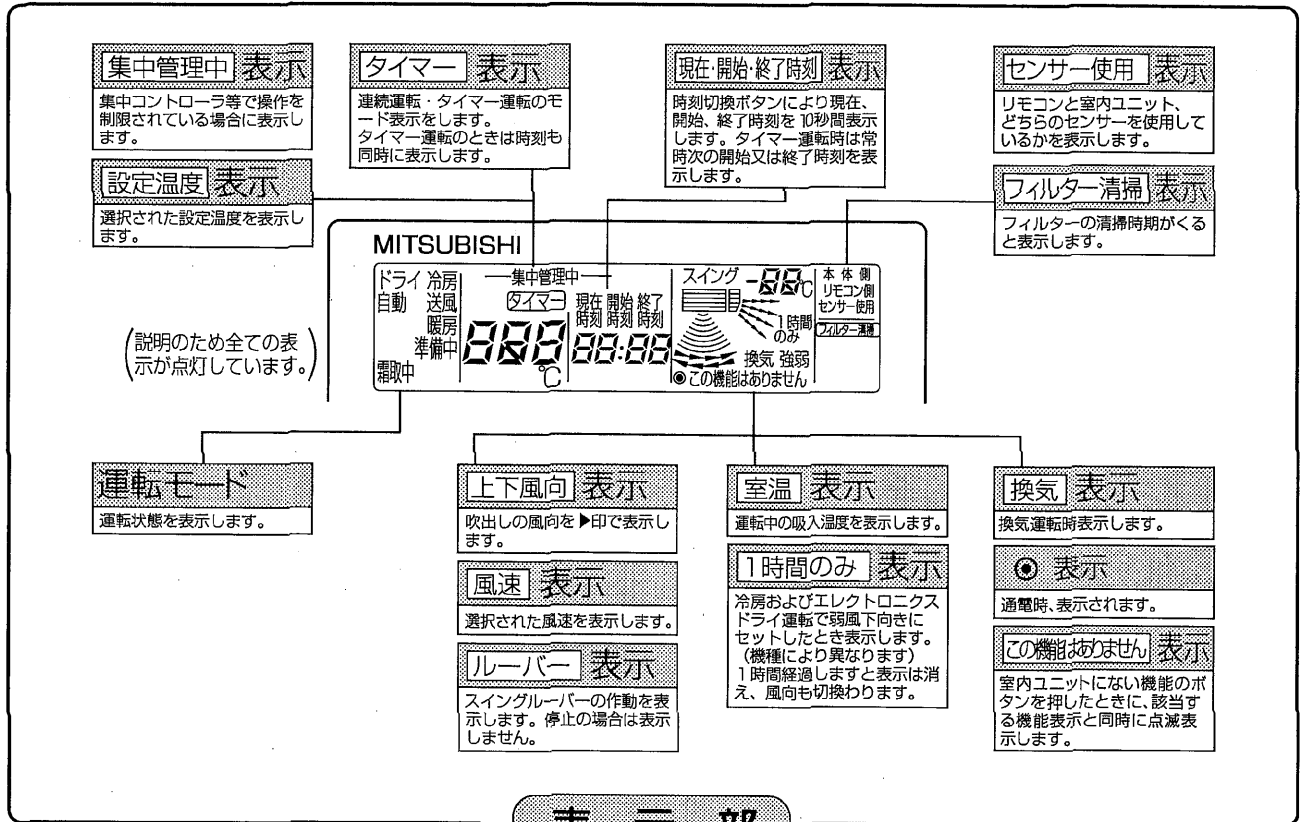 集中管理中 表示
集中コントローラ等で操作を
制限されている場合に表示し
ます。
設定温度 表示
選択された設定温度を表示し
ます。
タイマー 表示
連続運転・タイマー運転のモ
ード表示をします。
タイマー運転のときは時刻も
同時に表示します。
現在・開始・終了時刻 表示
時刻切換ボタンにより現在、
開始、終了時刻を10秒間表示
します。タイマー運転時は常
時次の開始又は終了時刻を表
示します。
センサー使用 表示
リモコンと室内ユニット、
どちらのセンサーを使用して
いるかを表示します。
フィルター清掃 表示
フィルターの清掃時期がくる
と表示します。
(説明のため全ての表
示が点灯しています。)
MITSUBISHI
ドライ 冷房
自動 送風
暖房
準備中
霜取中
集中管理中
タイマー
888
℃
現在 開始 終了
時刻 時刻 時刻
88:88
スイング
-88℃
1時間
のみ
換気 強弱
◉ この機能はありません
本体側
リモコン側
センサー使用
フィルター清掃
運転モード
運転状態を表示します。
上下風向 表示
吹出しの風向を▶印で表示し
ます。
風速 表示
選択された風速を表示します。
ルーバー 表示
スイングルーバーの作動を表
示します。停止の場合は表示
しません。
室温 表示
運転中の吸入温度を表示します。
1時間のみ 表示
冷房およびエレクトロニクス
ドライ運転で弱風下向きに
セットしたとき表示します。
(機種により異なります)
1時間経過しますと表示は消
え、風向も切換わります。
換気 表示
換気運転時表示します。
◉ 表示
通電時、表示されます。
この機能はありません 表示
室内ユニットにない機能のボ
タンを押したときに、該当す
る機能表示と同時に点滅表
示します。
表示部